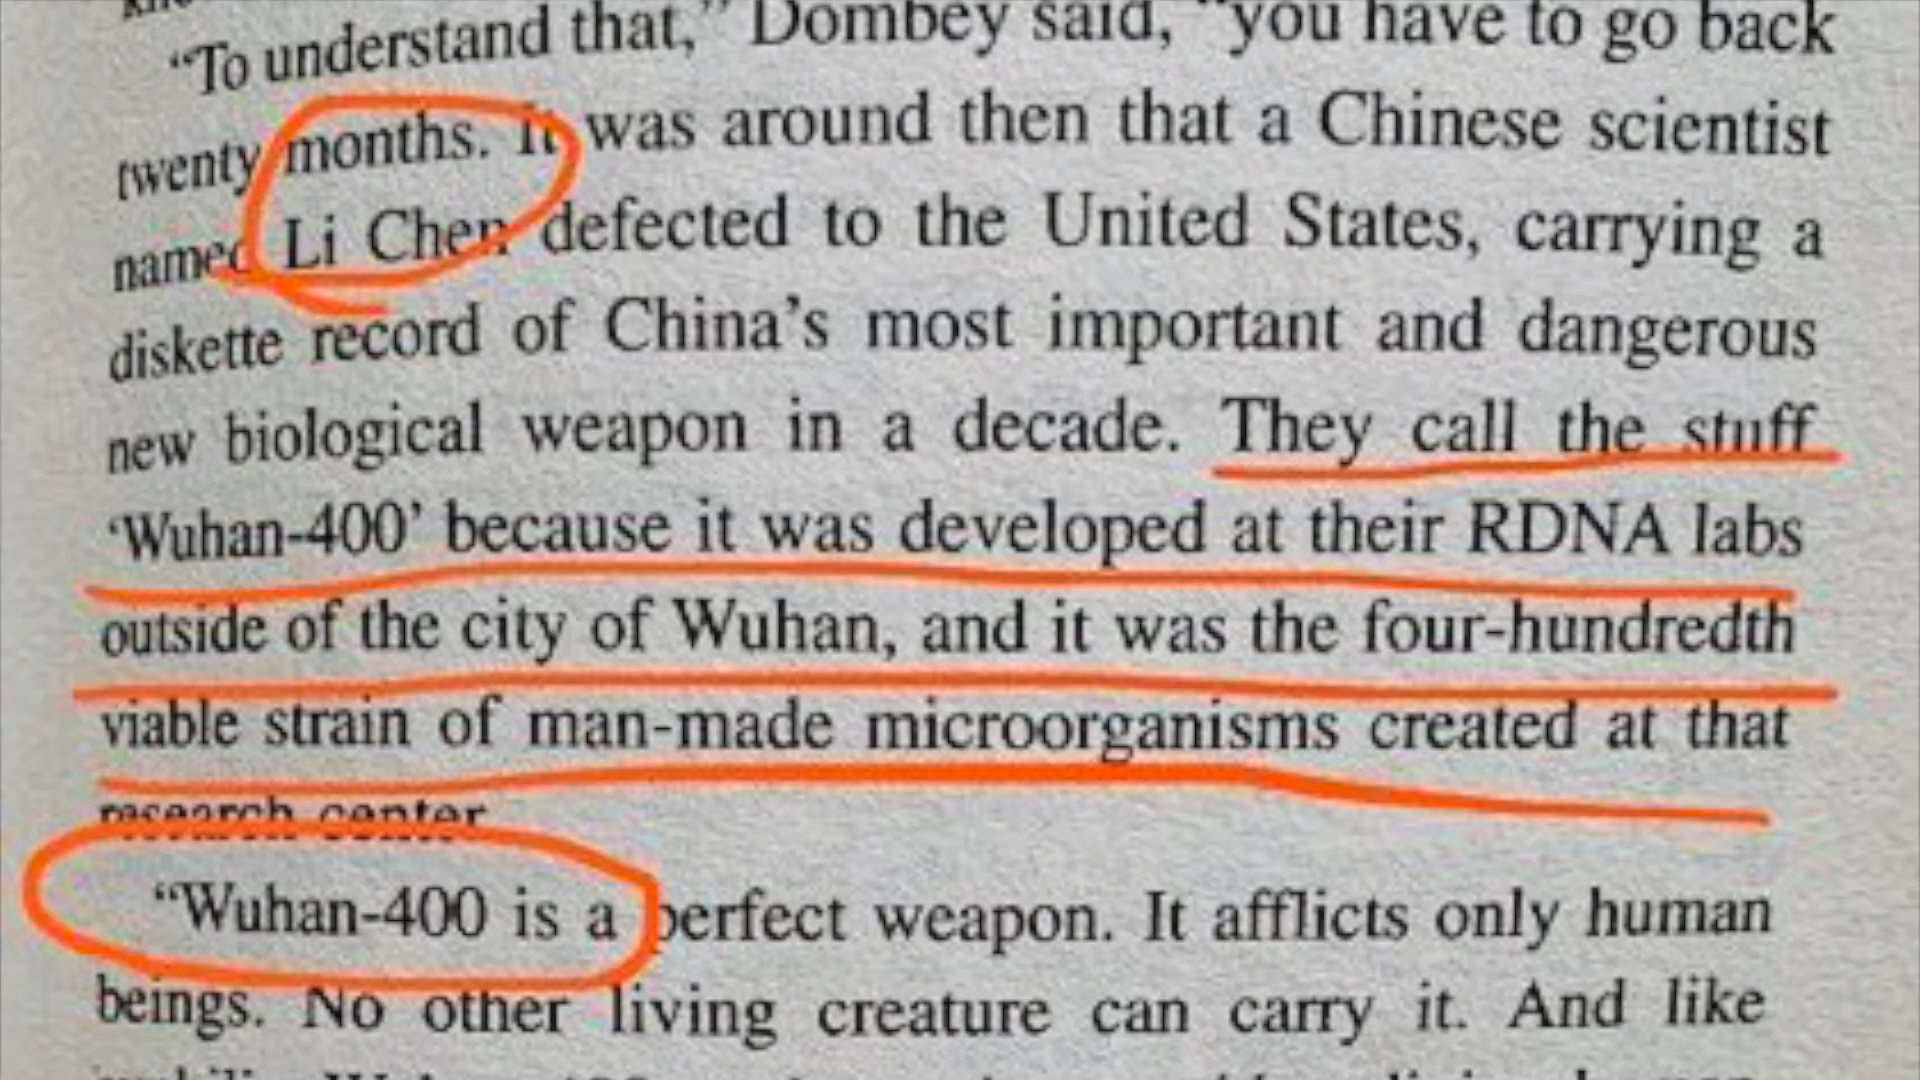 “To understand that,” Dombey said, “you have to go back
twenty months. It was around then that a Chinese scientist
named Li Chen defected to the United States, carrying a
diskette record of China’s most important and dangerous
new biological weapon in a decade. They call the stuff
‘Wuhan-400’ because it was developed at their RDNA labs
outside of the city of Wuhan, and it was the four-hundredth
viable strain of man-made microorganisms created at that
research center
“Wuhan-400 is a perfect weapon. It afflicts only human
beings. No other living creature can carry it. And like